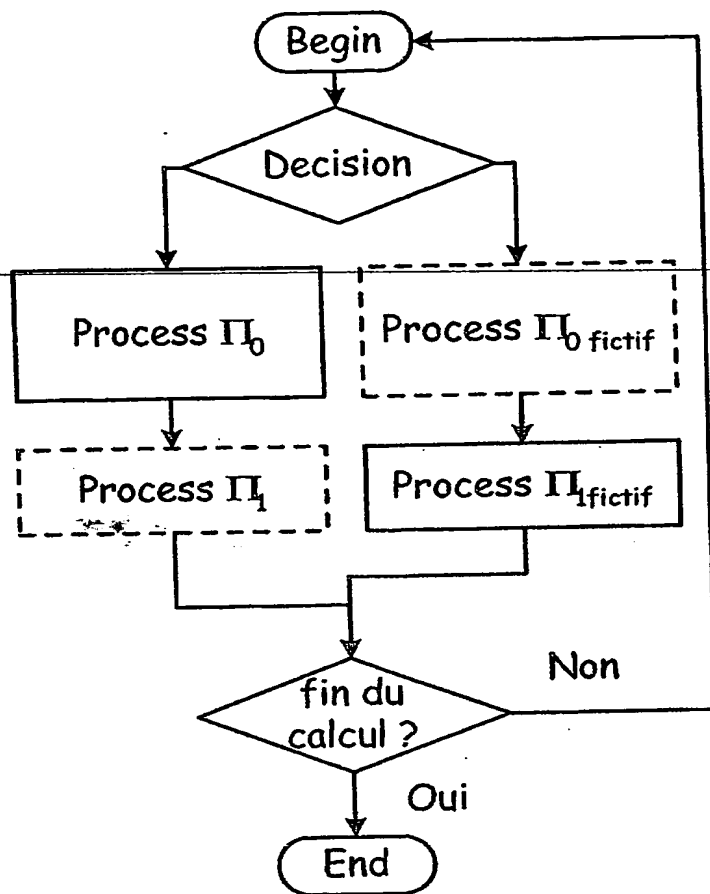 Begin
Decision
Process Π₀
Process Π₀ fictif
Process Π₁
Process Π₁fictif
fin du
calcul ?
Non
Oui
End